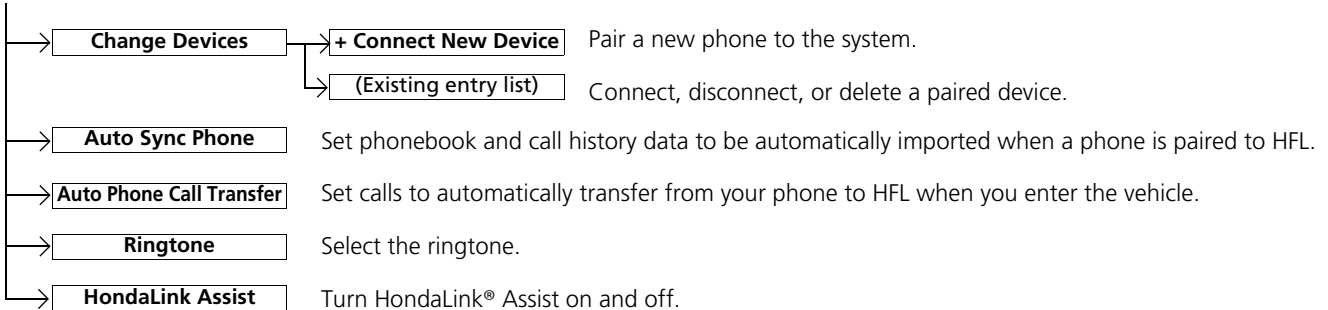 Change Devices + Connect New Device Pair a new phone to the system.
(Existing entry list) Connect, disconnect, or delete a paired device.
Auto Sync Phone Set phonebook and call history data to be automatically imported when a phone is paired to HFL.
Auto Phone Call Transfer Set calls to automatically transfer from your phone to HFL when you enter the vehicle.
Ringtone Select the ringtone.
HondaLink Assist Turn HondaLink® Assist on and off.